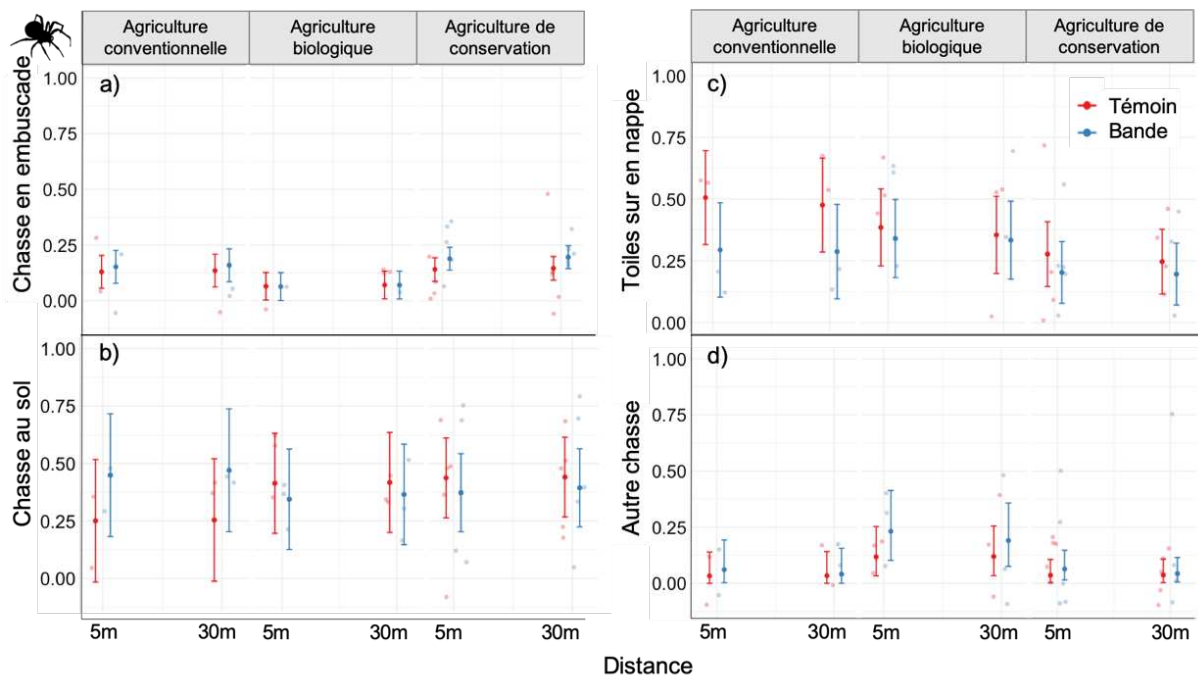 Agriculture conventionnelle
Agriculture biologique
Agriculture de conservation
Agriculture conventionnelle
Agriculture biologique
Agriculture de conservation
Chasse en embuscade
a)
1.00
0.75
0.50
0.25
0.00
Toiles sur en nappe
c)
1.00
0.75
0.50
0.25
0.00
Témoin
Bande
Chasse au sol
b)
1.00
0.75
0.50
0.25
0.00
5m
30m
5m
30m
5m
30m
Autre chasse
d)
1.00
0.75
0.50
0.25
0.00
5m
30m
5m
30m
5m
30m
Distance